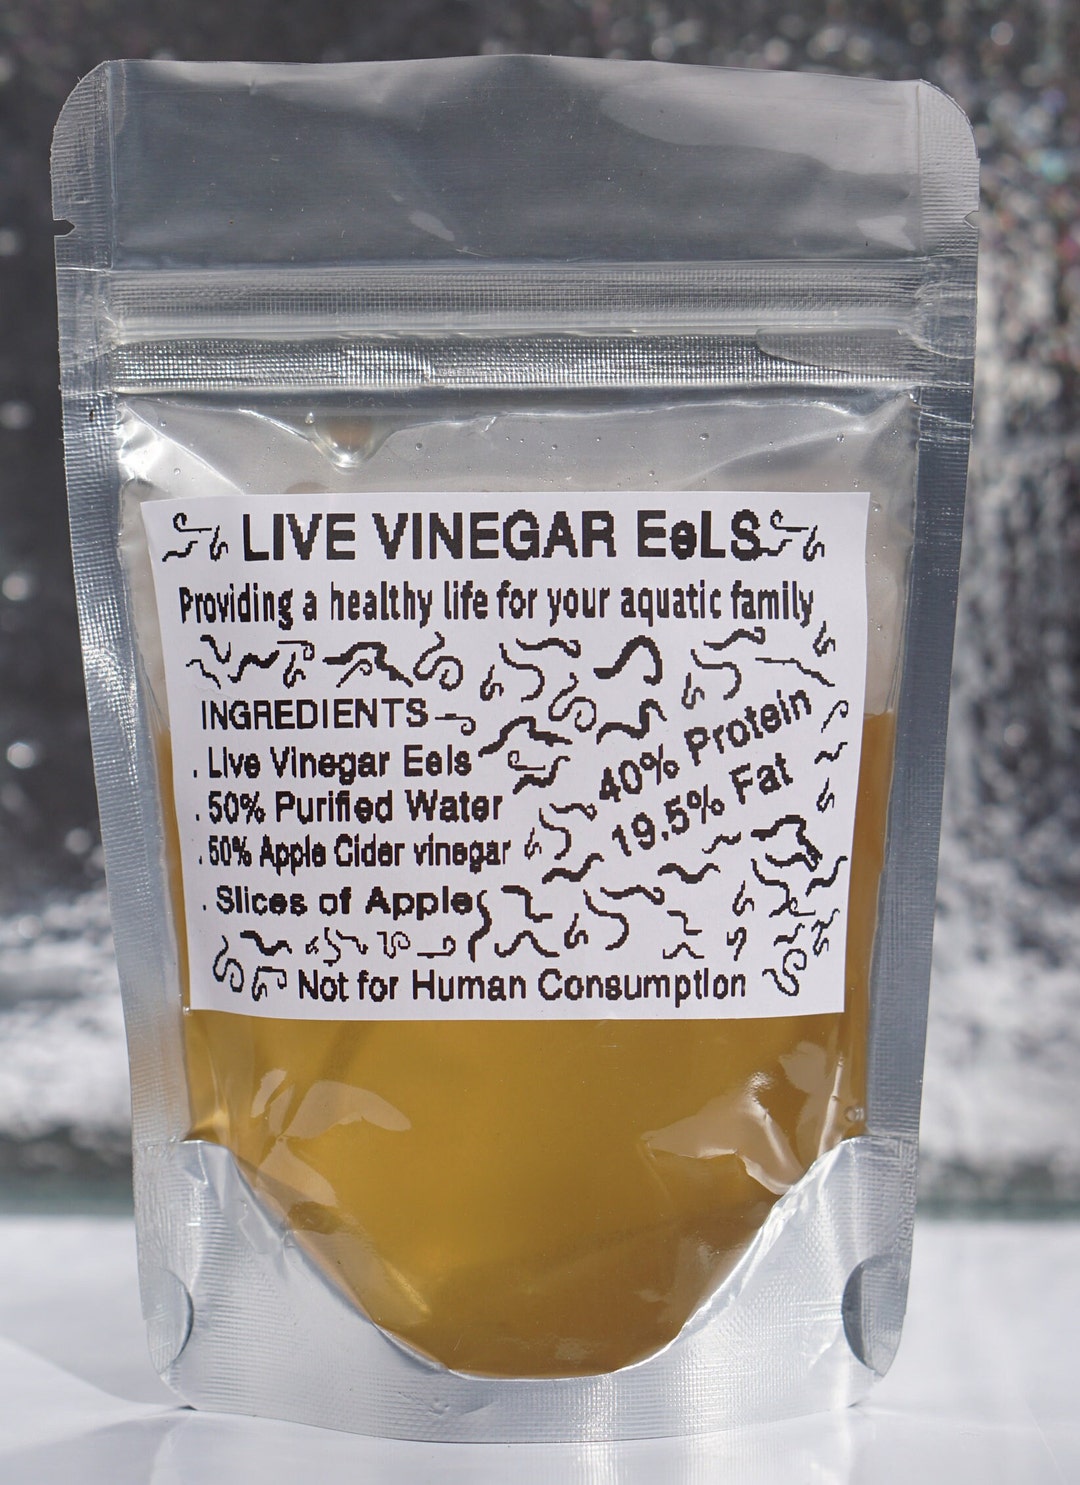 LIVE VINEGAR EeLS
Providing a healthy life for your aquatic family
INGREDIENTS
. Live Vinegar Eels
. 50% Purified Water
. 50% Apple Cider vinegar
. Slices of Apple
40% Protein
19.5% Fat
Not for Human Consumption